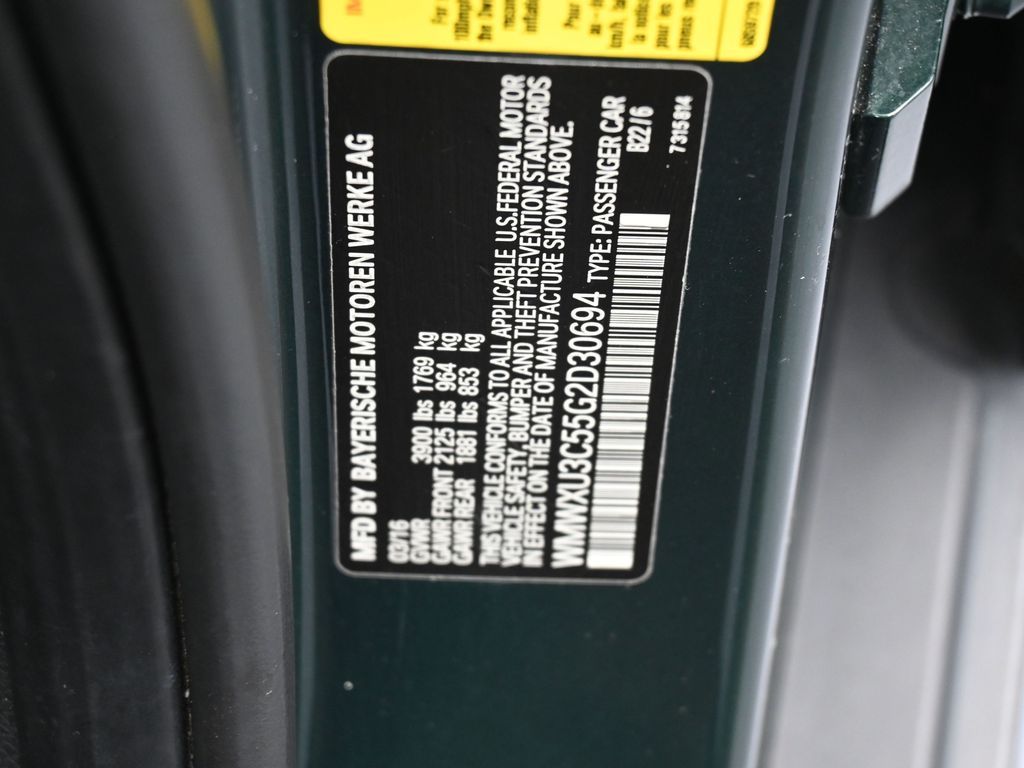 MFD BY BAYERISCHE MOTOREN WERKE AG
03/16
GVWR 3900 lbs 1769 kg
GAWR FRONT 2125 lbs 964 kg
GAWR REAR 1881 lbs 853 kg
THIS VEHICLE CONFORMS TO ALL APPLICABLE U.S.FEDERAL MOTOR
VEHICLE SAFETY, BUMPER AND THEFT PREVENTION STANDARDS
IN EFFECT ON THE DATE OF MANUFACTURE SHOWN ABOVE.
WMWXU3C55G2D30694 TYPE: PASSENGER CAR
B22/6
7315814